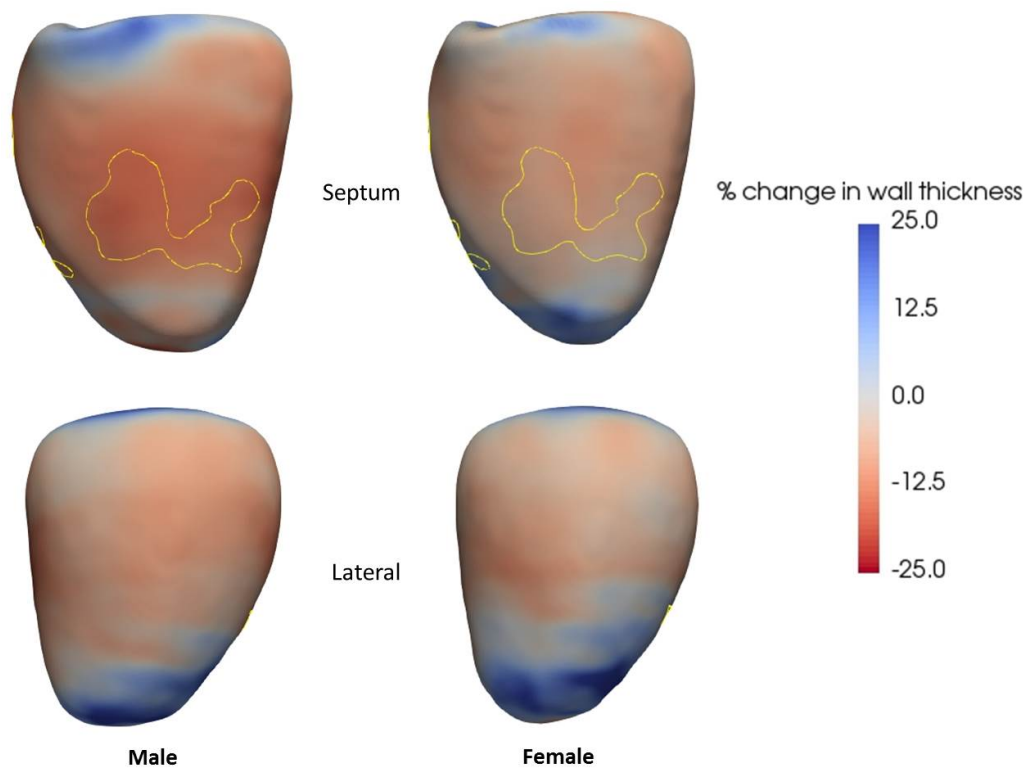 Septum
% change in wall thickness
25.0
12.5
0.0
-12.5
-25.0
Lateral
Male
Female